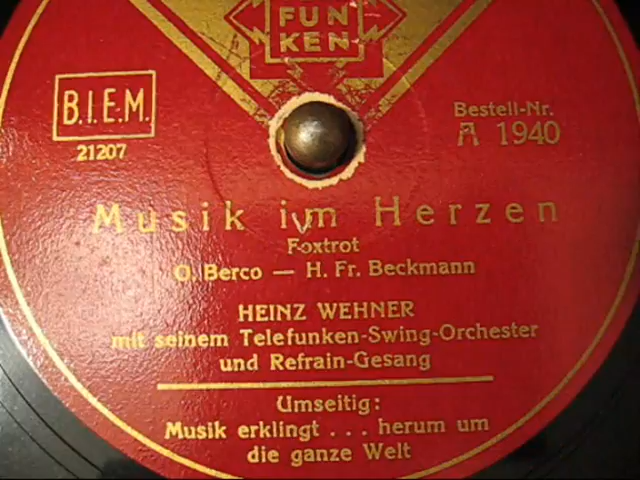 FUN
KEN
B.I.E.M.
21207
Bestell-Nr.
A 1940
Musik im Herzen
Foxtrot
O. Berco — H. Fr. Beckmann
HEINZ WEHNER
mit seinem Telefunken-Swing-Orchester
und Refrain-Gesang
Umseitig:
Musik erklingt . . . herum um
die ganze Welt